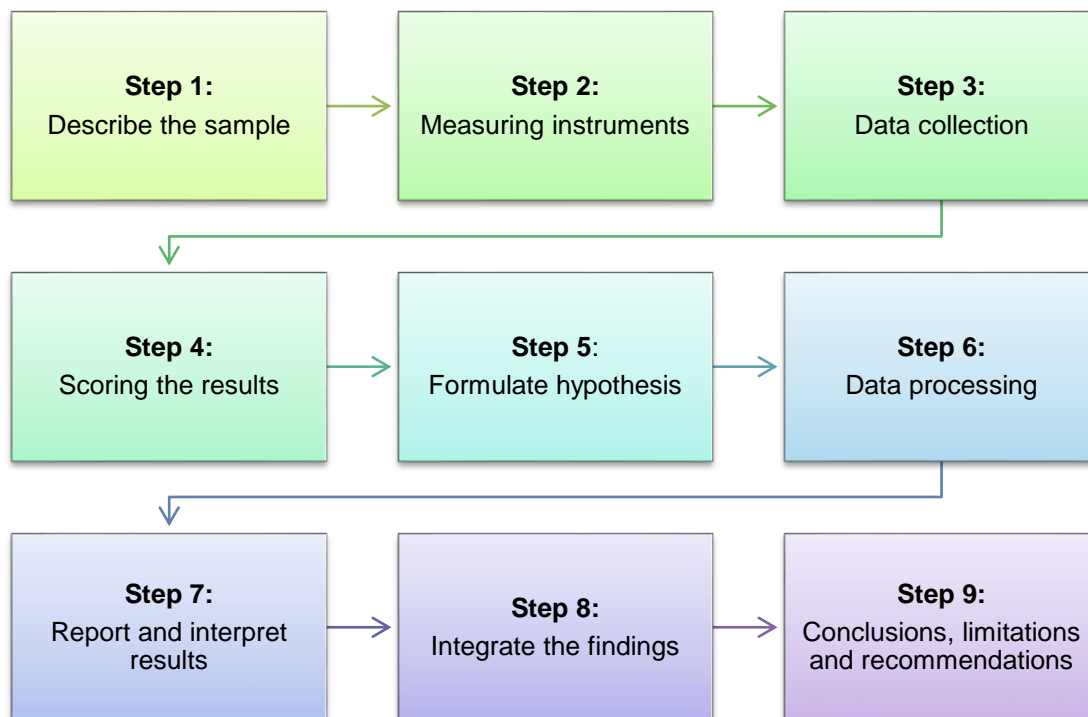 Step 1:
Describe the sample
Step 2:
Measuring instruments
Step 3:
Data collection
Step 4:
Scoring the results
Step 5:
Formulate hypothesis
Step 6:
Data processing
Step 7:
Report and interpret
results
Step 8:
Integrate the findings
Step 9:
Conclusions, limitations
and recommendations